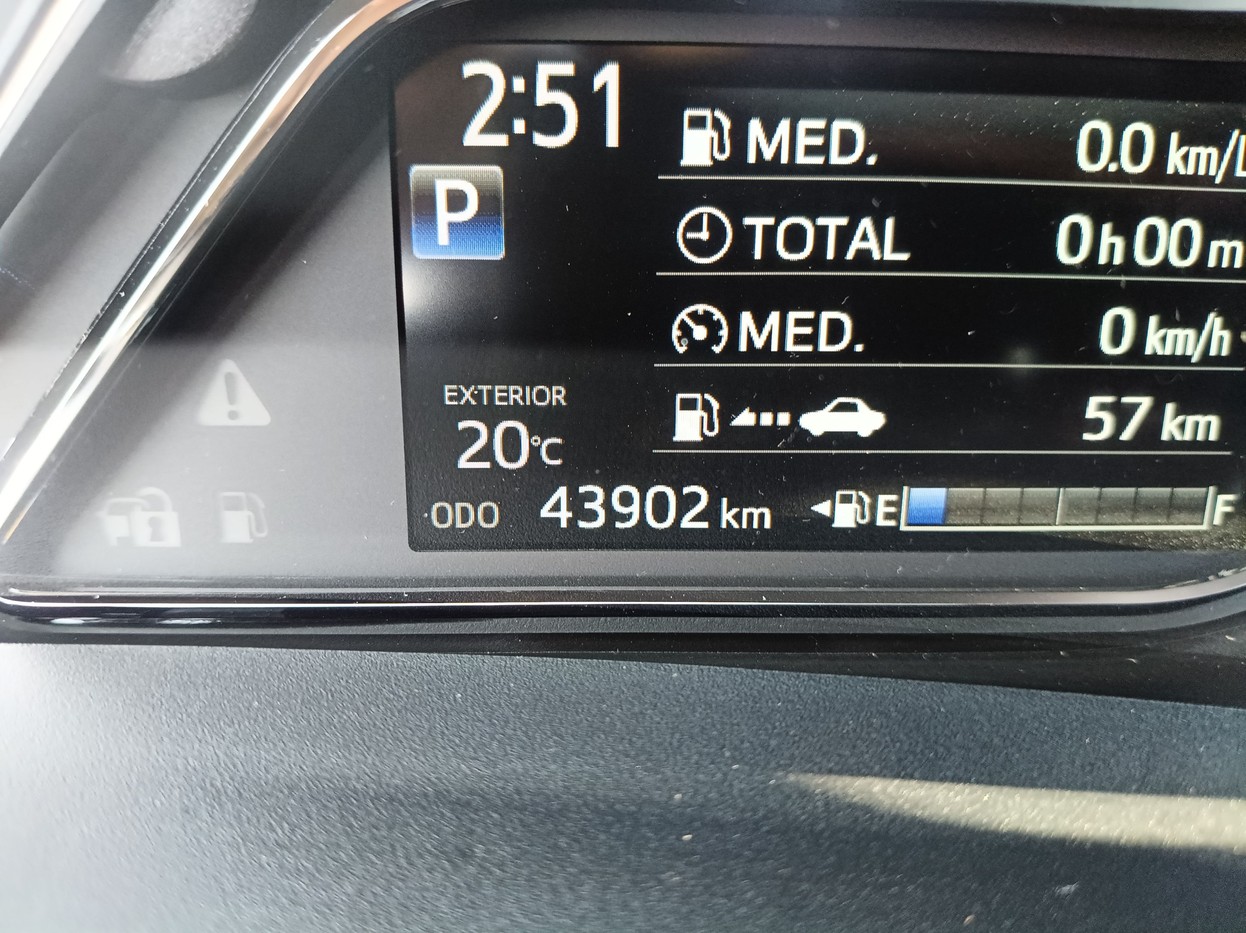 2:51
MED. 0.0 km/L
P
TOTAL 0h00m
MED. 0 km/h
EXTERIOR
20°C
57 km
ODO 43902 km
E F